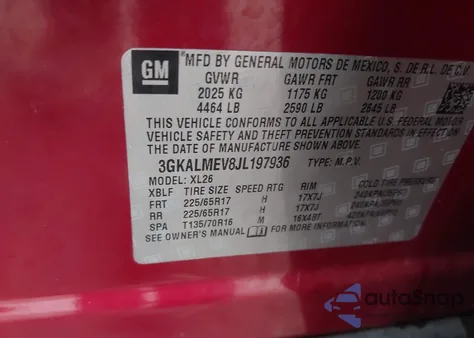 GM
MFD BY GENERAL MOTORS DE MEXICO, S. DE R.L. DE C.V.
GVWR GAWR FRT GAWR RR
2025 KG 1175 KG 1200 KG
4464 LB 2590 LB 2645 LB
THIS VEHICLE CONFORMS TO ALL APPLICABLE U.S. FEDERAL MOTOR
VEHICLE SAFETY AND THEFT PREVENTION STANDARDS IN EFFECT ON
THE DATE OF MANUFACTURE SHOWN ABOVE.
3GKALMEV8JL197936 TYPE: M.P.V.
MODEL: XL26
XBLF TIRE SIZE SPEED RTG RIM COLD TIRE PRESSURE
FRT 225/65R17 H 17X7J
RR 225/65R17 H 17X7J
SPA T135/70R16 M 16X4BT
SEE OWNER'S MANUAL FOR ADDITIONAL INFORMATION.
autoSnap